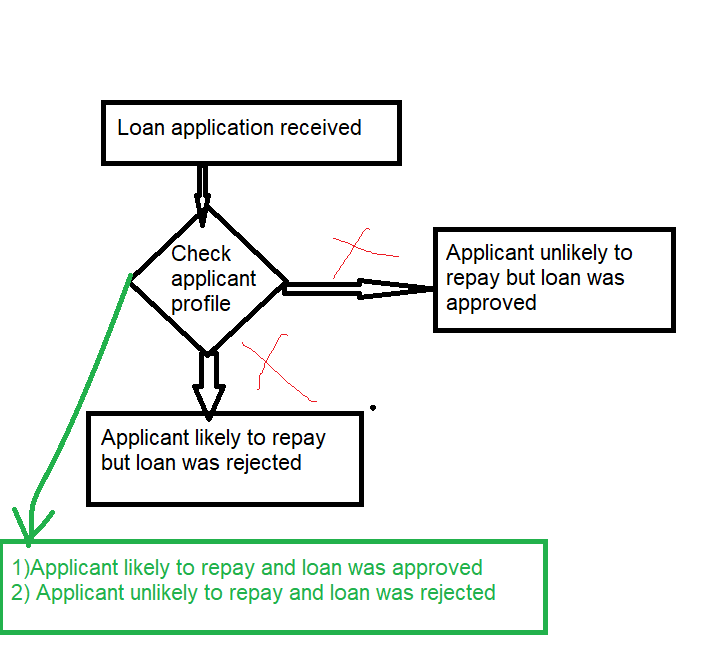 Loan application received
Check
applicant
profile
Applicant unlikely to
repay but loan was
approved
Applicant likely to repay
but loan was rejected
1)Applicant likely to repay and loan was approved
2) Applicant unlikely to repay and loan was rejected